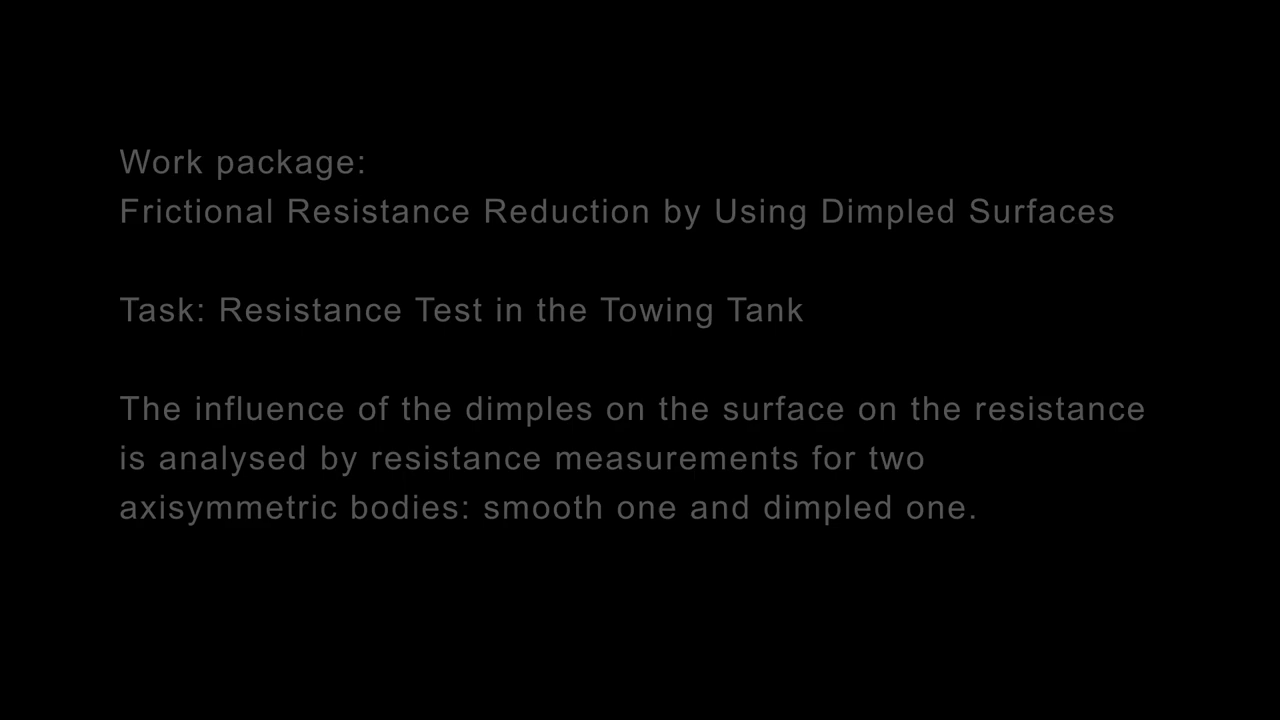 Work package:
Frictional Resistance Reduction by Using Dimpled Surfaces
Task: Resistance Test in the Towing Tank
The influence of the dimples on the surface on the resistance
is analysed by resistance measurements for two
axisymmetric bodies: smooth one and dimpled one.